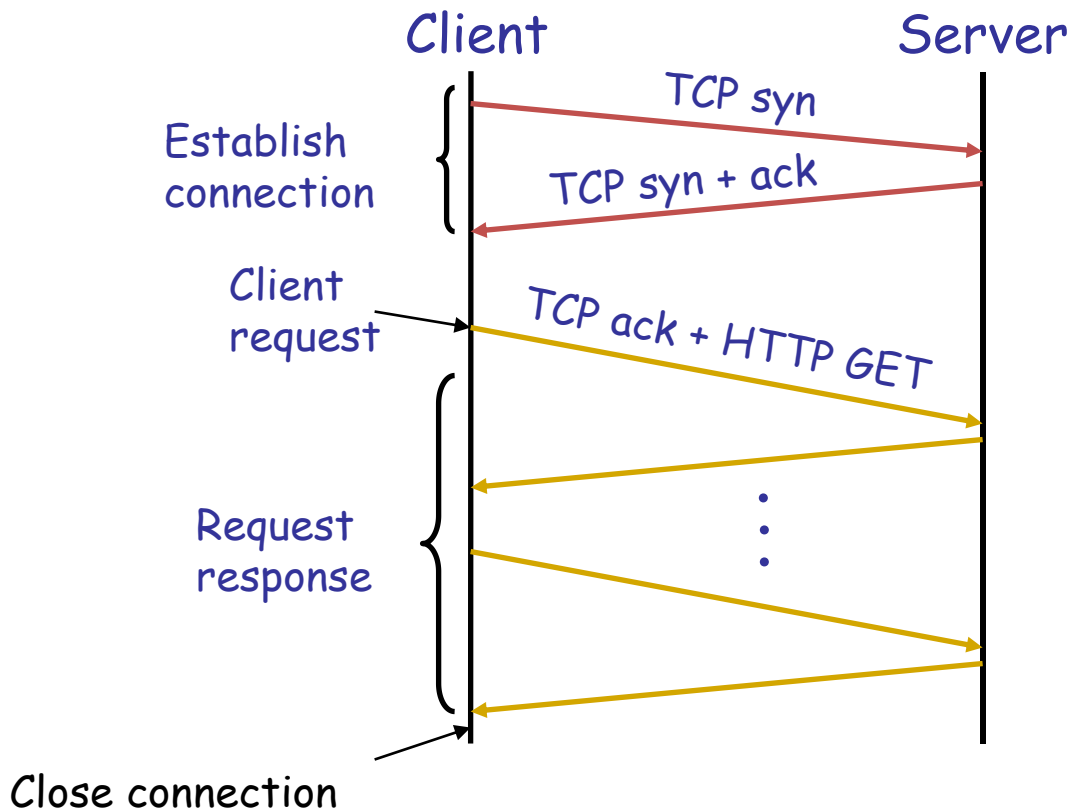 Client
Server
TCP syn
Establish
connection
TCP syn + ack
Client
request
TCP ack + HTTP GET
Request
response
Close connection